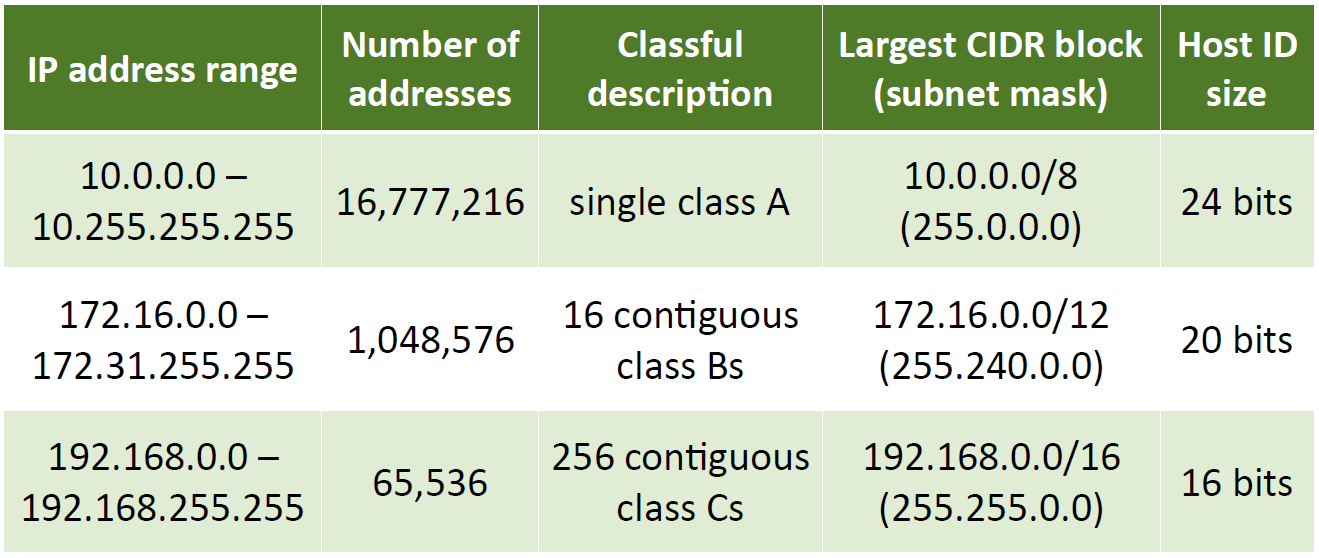 IP address range
Number of
addresses
Classful
description
Largest CIDR block
(subnet mask)
Host ID
size
10.0.0.0 –
10.255.255.255
16,777,216
single class A
10.0.0.0/8
(255.0.0.0)
24 bits
172.16.0.0 –
172.31.255.255
1,048,576
16 contiguous
class Bs
172.16.0.0/12
(255.240.0.0)
20 bits
192.168.0.0 –
192.168.255.255
65,536
256 contiguous
class Cs
192.168.0.0/16
(255.255.0.0)
16 bits